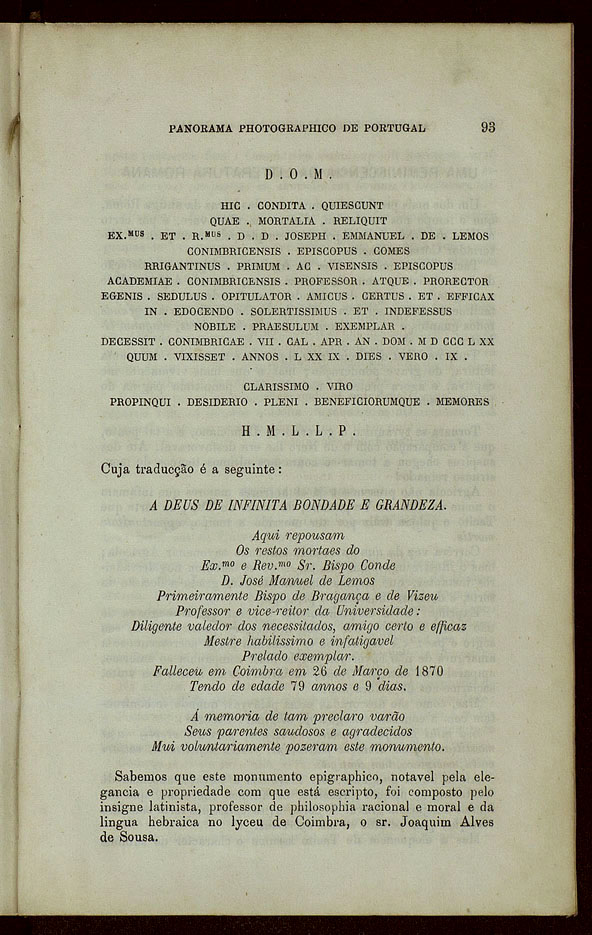 PANORAMA PHOTOGRAPHICO DE PORTUGAL 93
D . O . M .
HIC . CONDITA . QUIESCUNT
QUAE . MORTALIA . RELIQUIT
EX.MUS . ET . R.MUS . D . D . JOSEPH . EMMANUEL . DE . LEMOS
CONIMBRICENSIS . EPISCOPUS . COMES
RRIGANTINUS . PRIMUM . AC . VISENSIS . EPISCOPUS
ACADEMIAE . CONIMBRICENSIS . PROFESSOR . ATQUE . PRORECTOR
EGENIS . SEDULUS . OPITULATOR . AMICUS . CERTUS . ET . EFFICAX
IN . EDOCENDO . SOLERTISSIMUS . ET . INDEFESSUS
NOBILE . PRAESULUM . EXEMPLAR .
DECESSIT . CONIMBRICAE . VII . CAL . APR . AN . DOM . M D CCC L XX
QUUM . VIXISSET . ANNOS . L XX IX . DIES . VERO . IX .
CLARISSIMO . VIRO
PROPINQUI . DESIDERIO . PLENI . BENEFICIORUMQUE . MEMORES
H . M . L . L . P .
Cuja traducção é a seguinte :
A DEUS DE INFINITA BONDADE E GRANDEZA.
Aqui repousam
Os restos mortaes do
Ex.mo e Rev.mo Sr. Bispo Conde
D. José Manuel de Lemos
Primeiramente Bispo de Bragança e de Vizeu
Professor e vice-reitor da Universidade :
Diligente valedor dos necessitados, amigo certo e efficaz
Mestre habilissimo e infatigavel
Prelado exemplar.
Falleceu em Coimbra em 26 de Março de 1870
Tendo de edade 79 annos e 9 dias.
Á memoria de tam preclaro varão
Seus parentes saudosos e agradecidos
Mui voluntariamente pozeram este monumento.
Sabemos que este monumento epigraphico, notavel pela ele-
gancia e propriedade com que está escripto, foi composto pelo
insigne latinista, professor de philosophia racional e moral e da
lingua hebraica no lyceu de Coimbra, o sr. Joaquim Alves
de Sousa.